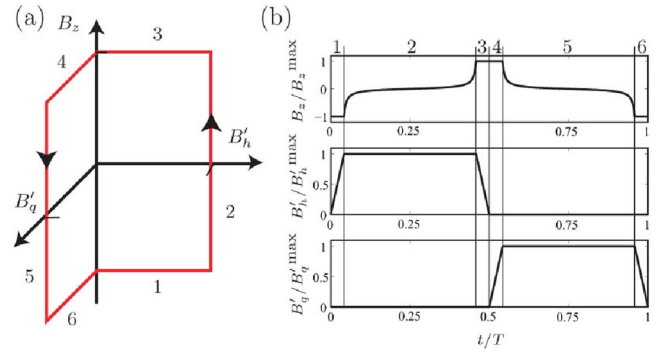 (a)
B_z
3
4
B'_h
B'_q
2
5
1
6
(b)
1 2 3 4 5 6
B_z/B_z^max
1
0
−1
0 0.25 0.75 1
B'_h/B'_h^max
1
0.5
0
0 0.25 0.75 1
B'_q/B'_q^max
1
0.5
0
0 0.25 0.5 0.75 1
t/T